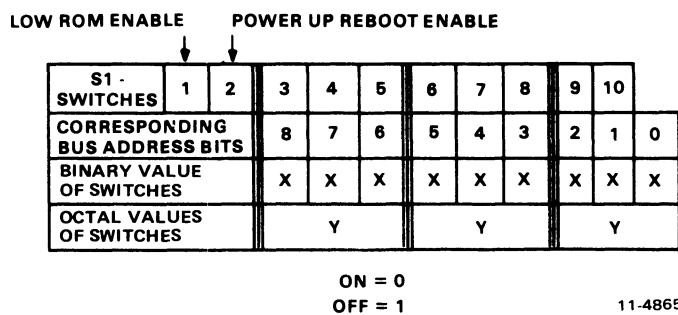 LOW ROM ENABLE POWER UP REBOOT ENABLE
S1 - SWITCHES 1 2 3 4 5 6 7 8 9 10
CORRESPONDING BUS ADDRESS BITS 8 7 6 5 4 3 2 1 0
BINARY VALUE OF SWITCHES X X X X X X X X X
OCTAL VALUES OF SWITCHES Y Y Y
ON = 0
OFF = 1
11-4865